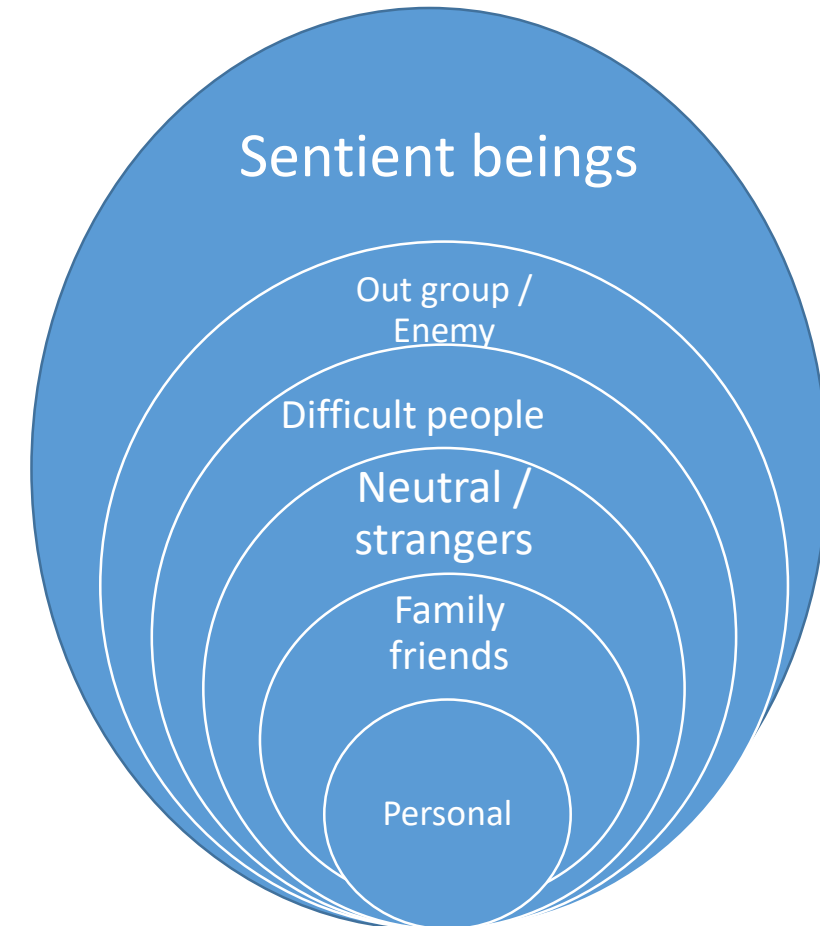 Sentient beings
Out group /
Enemy
Difficult people
Neutral /
strangers
Family
friends
Personal